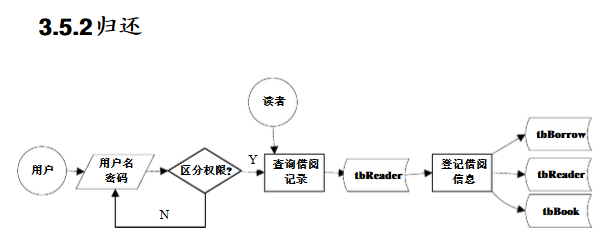 3.5.2归还
读者
用户
用户名
密码
区分权限?
Y
N
查询借阅
记录
tbReader
登记借阅
信息
tbBorrow
tbReader
tbBook